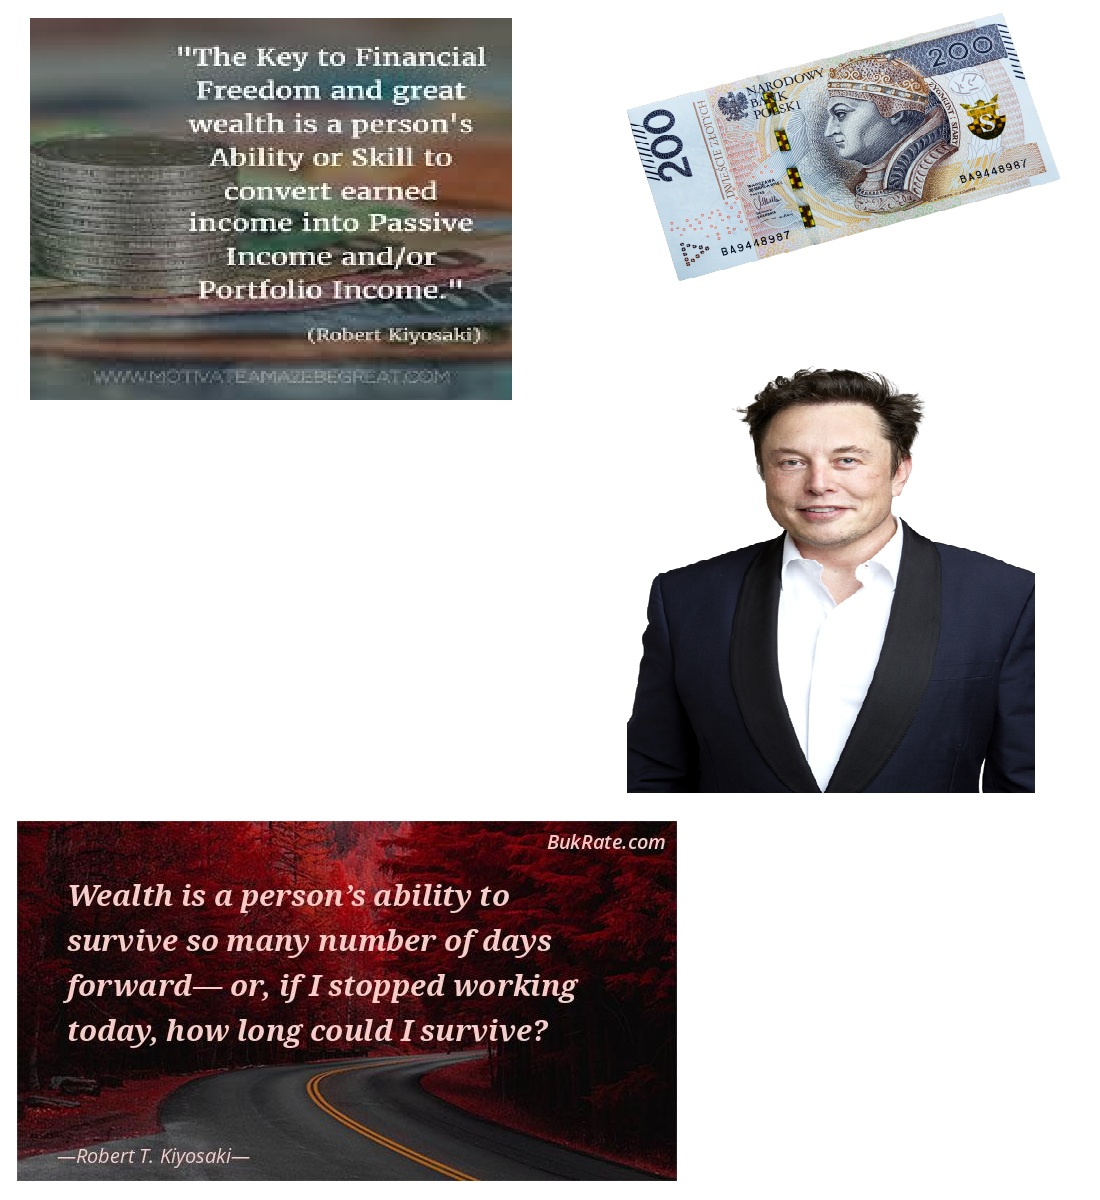 "The Key to Financial
Freedom and great
wealth is a person's
Ability or Skill to
convert earned
income into Passive
Income and/or
Portfolio Income."
(Robert Kiyosaki)
WWW.MOTIVATEAMAZEBEGREAT.COM
200
NARODOWY
BANK
POLSKI
200
DWIEŚCIE ZŁOTYCH
STARY
BA9448987
BA9448987
BukRate.com
Wealth is a person’s ability to
survive so many number of days
forward— or, if I stopped working
today, how long could I survive?
—Robert T. Kiyosaki—